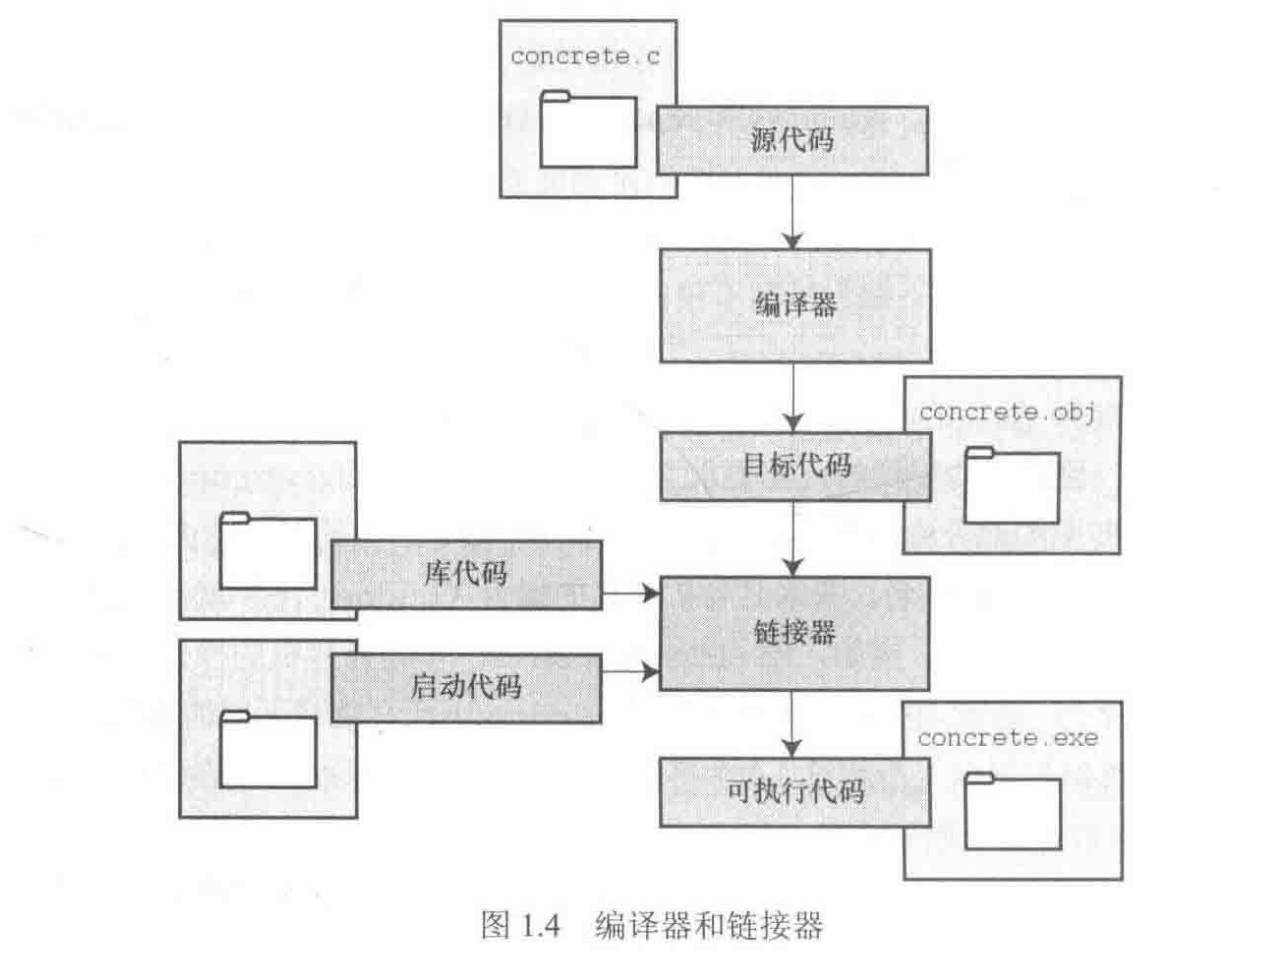 concrete.c
源代码
编译器
concrete.obj
目标代码
库代码
链接器
启动代码
concrete.exe
可执行代码
图 1.4 编译器和链接器